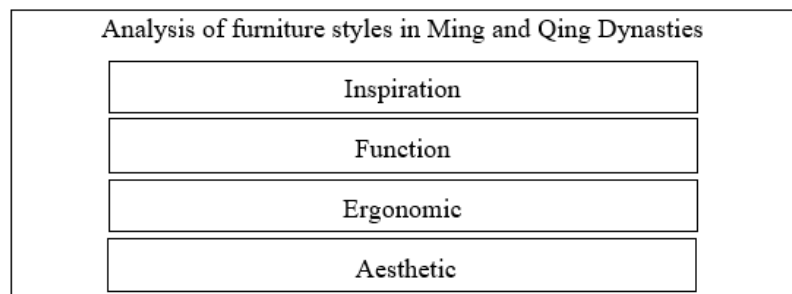 Analysis of furniture styles in Ming and Qing Dynasties
Inspiration
Function
Ergonomic
Aesthetic